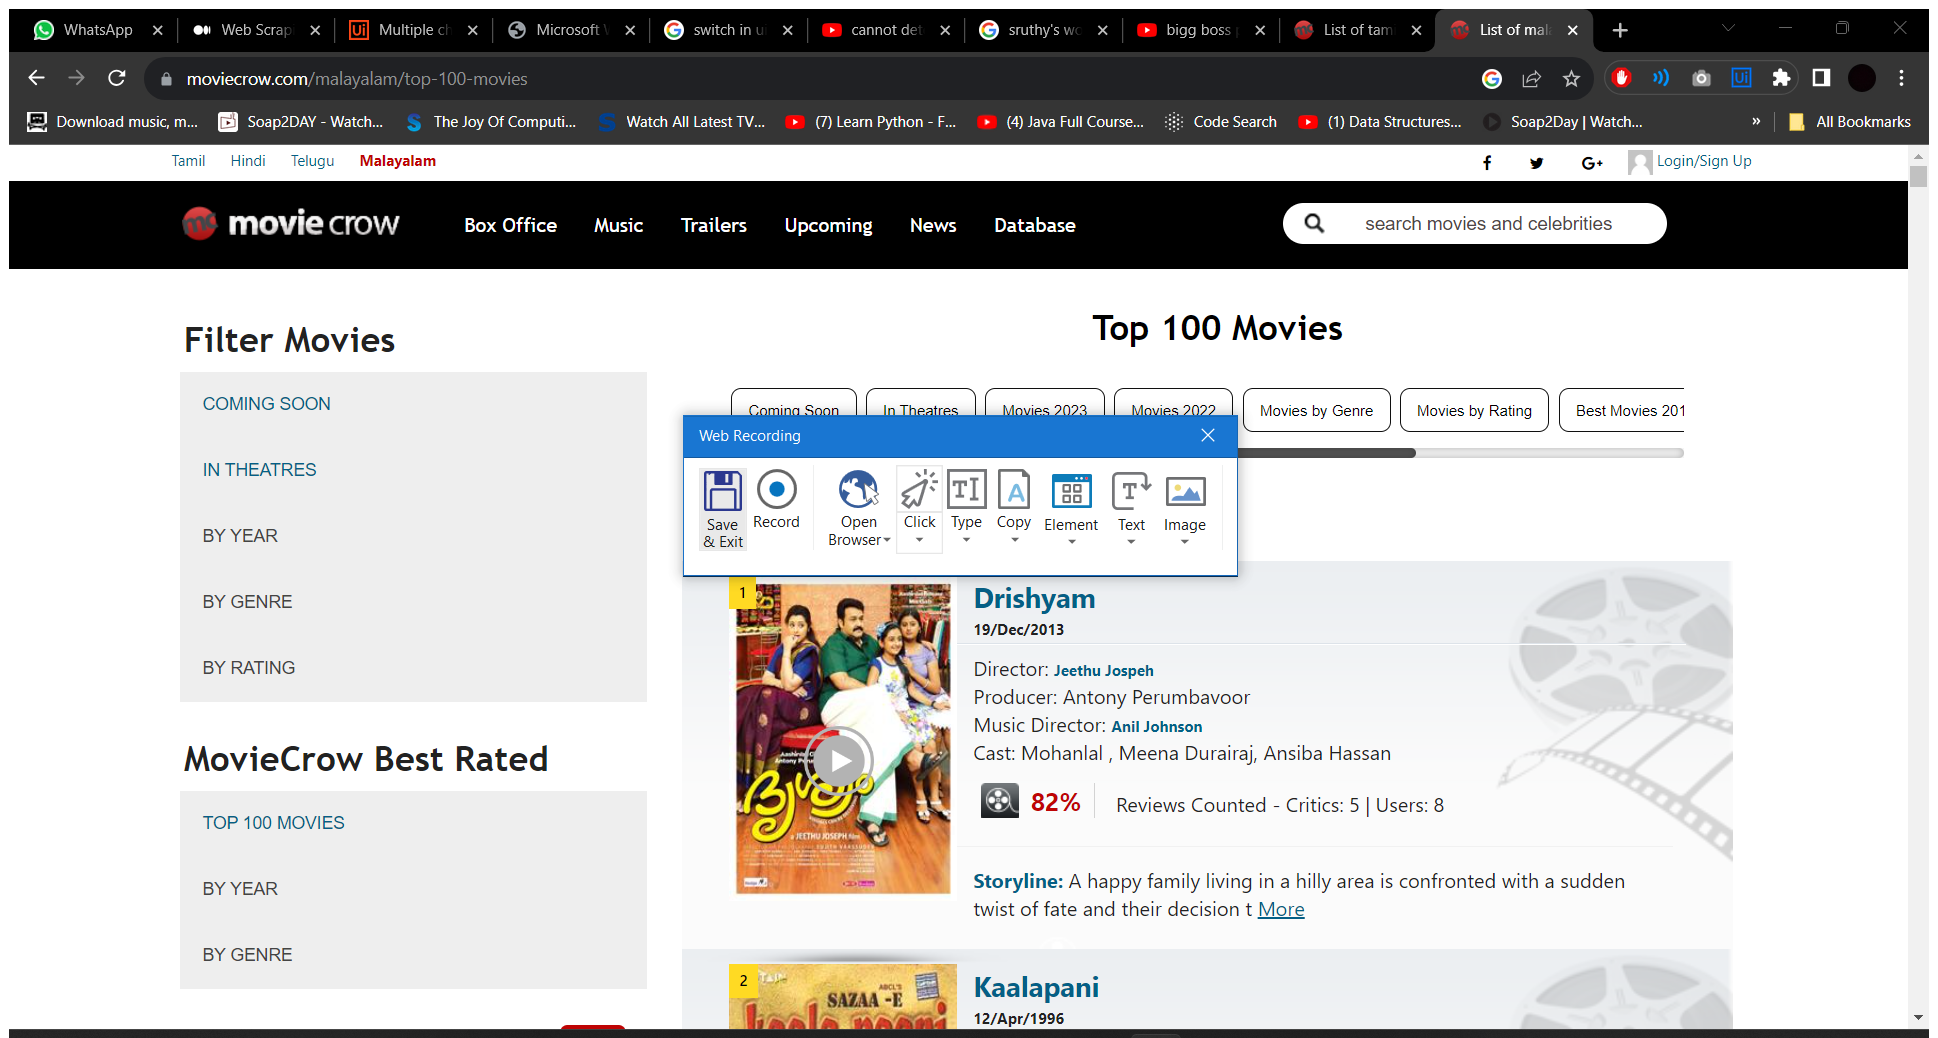 WhatsApp
Web Scrap
Multiple ch
Microsoft V
switch in ui
cannot det
sruthy's wo
bigg boss
List of tami
List of mal
moviecrow.com/malayalam/top-100-movies
Download music, m...
Soap2DAY - Watch...
The Joy Of Computi...
Watch All Latest TV...
(7) Learn Python - F...
(4) Java Full Course...
Code Search
(1) Data Structures...
Soap2Day | Watch...
»
All Bookmarks
Tamil
Hindi
Telugu
Malayalam
Login/Sign Up
movie crow
Box Office
Music
Trailers
Upcoming
News
Database
search movies and celebrities
Filter Movies
COMING SOON
IN THEATRES
BY YEAR
BY GENRE
BY RATING
MovieCrow Best Rated
TOP 100 MOVIES
BY YEAR
BY GENRE
Top 100 Movies
Coming Soon
In Theatres
Movies 2023
Movies 2022
Movies by Genre
Movies by Rating
Best Movies 201
Web Recording
Save & Exit
Record
Open Browser
Click
Type
Copy
Element
Text
Image
1
Drishyam
19/Dec/2013
Director: Jeethu Jospeh
Producer: Antony Perumbavoor
Music Director: Anil Johnson
Cast: Mohanlal , Meena Durairaj, Ansiba Hassan
82%
Reviews Counted - Critics: 5 | Users: 8
Storyline: A happy family living in a hilly area is confronted with a sudden
twist of fate and their decision t More
ദൃശ്യം
a JEETHU JOSEPH film
2
ABCL'S
SAZAA-E
Kaalapani
12/Apr/1996